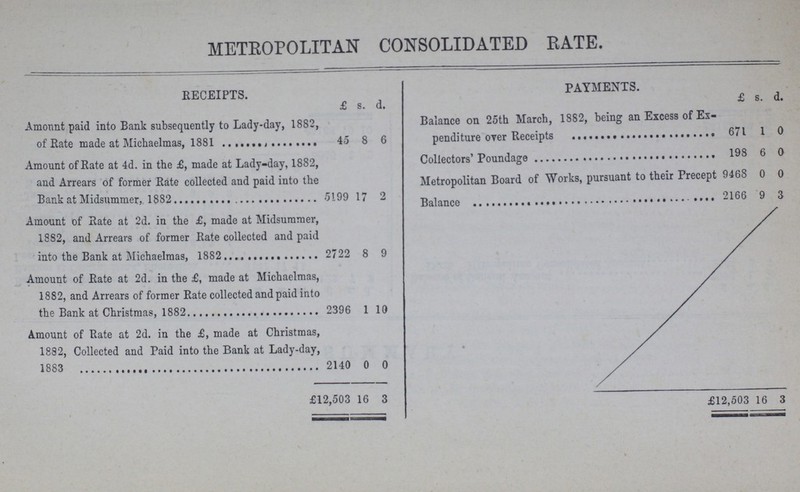 METROPOLITAN CONSOLIDATED RATE.
RECEIPTS.
£ s. d.
Amount paid into Bank subsequently to Lady-day, 1882,
of Rate made at Michaelmas, 1881 ........ 45 8 6
Amount of Rate at 4d. in the £, made at Lady-day, 1882,
and Arrears of former Rate collected and paid into the
Bank at Midsummer, 1882 ........ 5199 17 2
Amount of Rate at 2d. in the £, made at Midsummer,
1882, and Arrears of former Rate collected and paid
into the Bank at Michaelmas, 1882 ........ 2722 8 9
Amount of Rate at 2d. in the £, made at Michaelmas,
1882, and Arrears of former Rate collected and paid into
the Bank at Christmas, 1882 ........ 2396 1 10
Amount of Rate at 2d. in the £, made at Christmas,
1882, Collected and Paid into the Bank at Lady-day,
1883 ........ 2140 0 0
£12,503 16 3
PAYMENTS.
£ s. d.
Balance on 25th March, 1882, being an Excess of Ex-
penditure over Receipts ........ 671 1 0
Collectors' Poundage ........ 198 6 0
Metropolitan Board of Works, pursuant to their Precept 9468 0 0
Balance ........ 2166 9 3
£12,503 16 3